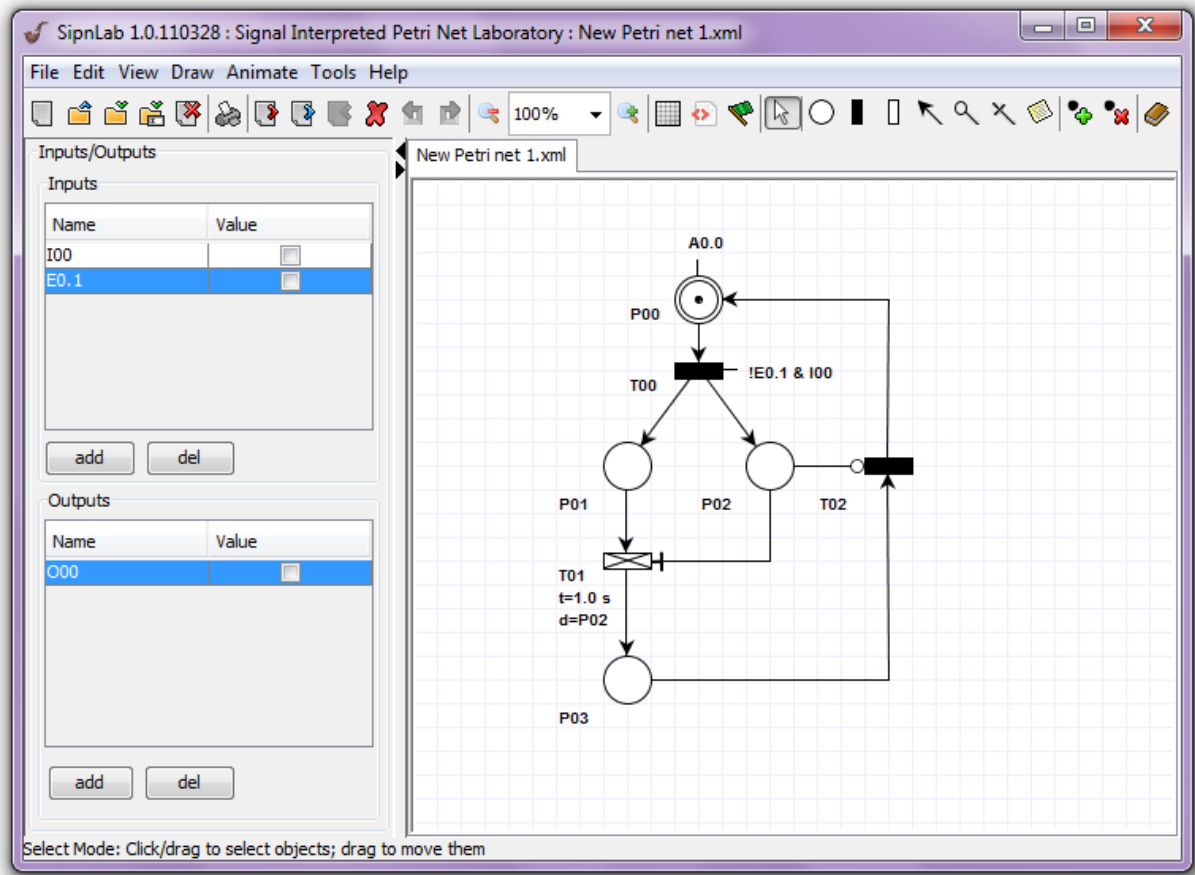 SipnLab 1.0.110328 : Signal Interpreted Petri Net Laboratory : New Petri net 1.xml
File Edit View Draw Animate Tools Help
100%
Inputs/Outputs
Inputs
Name Value
I00
E0.1
add del
Outputs
Name Value
O00
add del
New Petri net 1.xml
A0.0
P00
!E0.1 & I00
T00
P01 P02 T02
T01
t=1.0 s
d=P02
P03
Select Mode: Click/drag to select objects; drag to move them